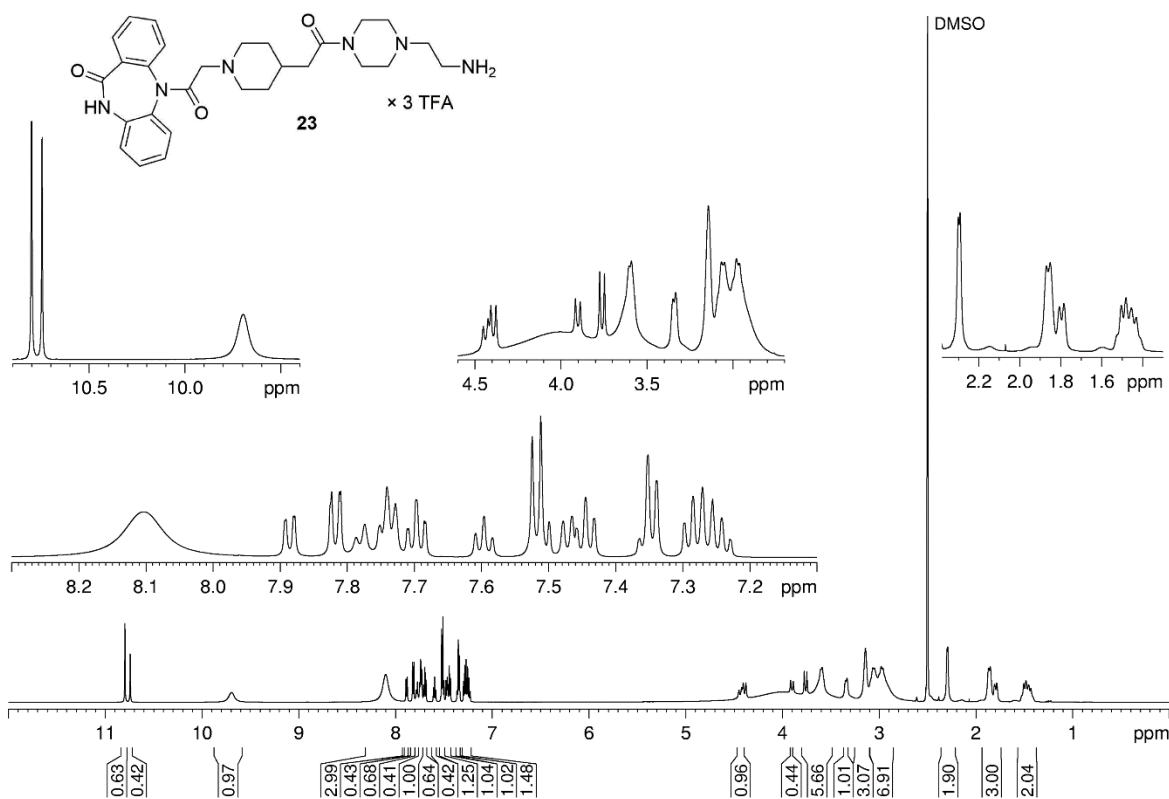 O
N
O
N
N
NH₂
O
HN
N
O
23
× 3 TFA
DMSO
10.5 10.0 ppm
4.5 4.0 3.5 ppm
2.2 2.0 1.8 1.6 ppm
8.2 8.1 8.0 7.9 7.8 7.7 7.6 7.5 7.4 7.3 7.2 ppm
11 10 9 8 7 6 5 4 3 2 1 ppm
0.63 0.42 0.97 2.99 0.43 0.68 0.41 1.00 0.64 0.42 1.25 1.04 1.02 1.48 0.96 0.44 5.66 1.01 3.07 6.91 1.90 3.00 2.04